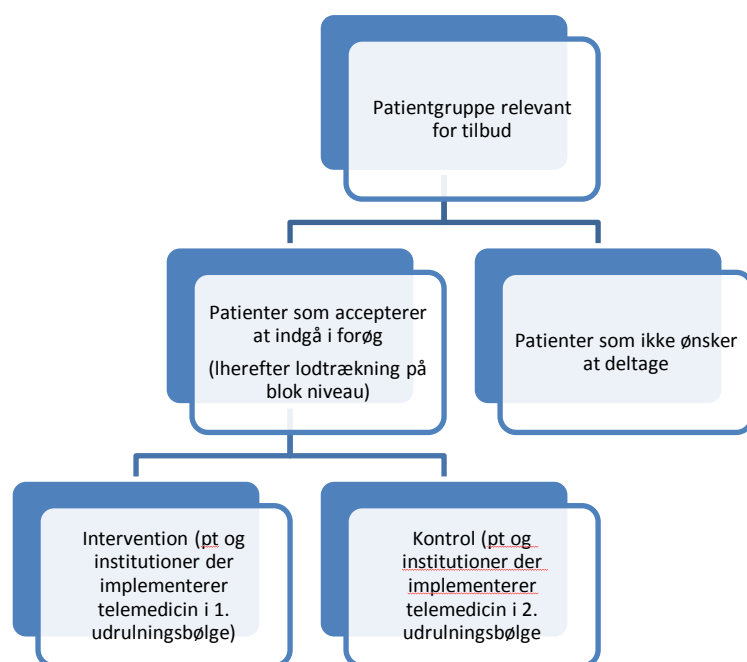 Patientgruppe relevant
for tilbud
Patienter som accepterer
at indgå i forøg
(lherefter lodtrækning på
blok niveau)
Patienter som ikke ønsker
at deltage
Intervention (pt og
institutioner der
implementerer
telemedicin i 1.
udrulningsbølge)
Kontrol (pt og
institutioner der
implementerer
telemedicin i 2.
udrulningsbølge